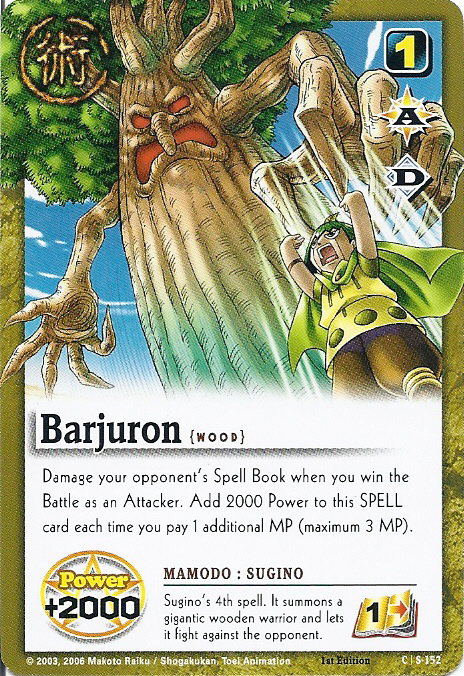 術
1
A
D
Barjuron {WOOD}
Damage your opponent's Spell Book when you win the
Battle as an Attacker. Add 2000 Power to this SPELL
card each time you pay 1 additional MP (maximum 3 MP).
Power
+2000
MAMODO : SUGINO
Sugino's 4th spell. It summons a
gigantic wooden warrior and lets
it fight against the opponent.
1
© 2003, 2006 Makoto Raiku / Shogakukan, Toei Animation
1st Edition
C | S-152